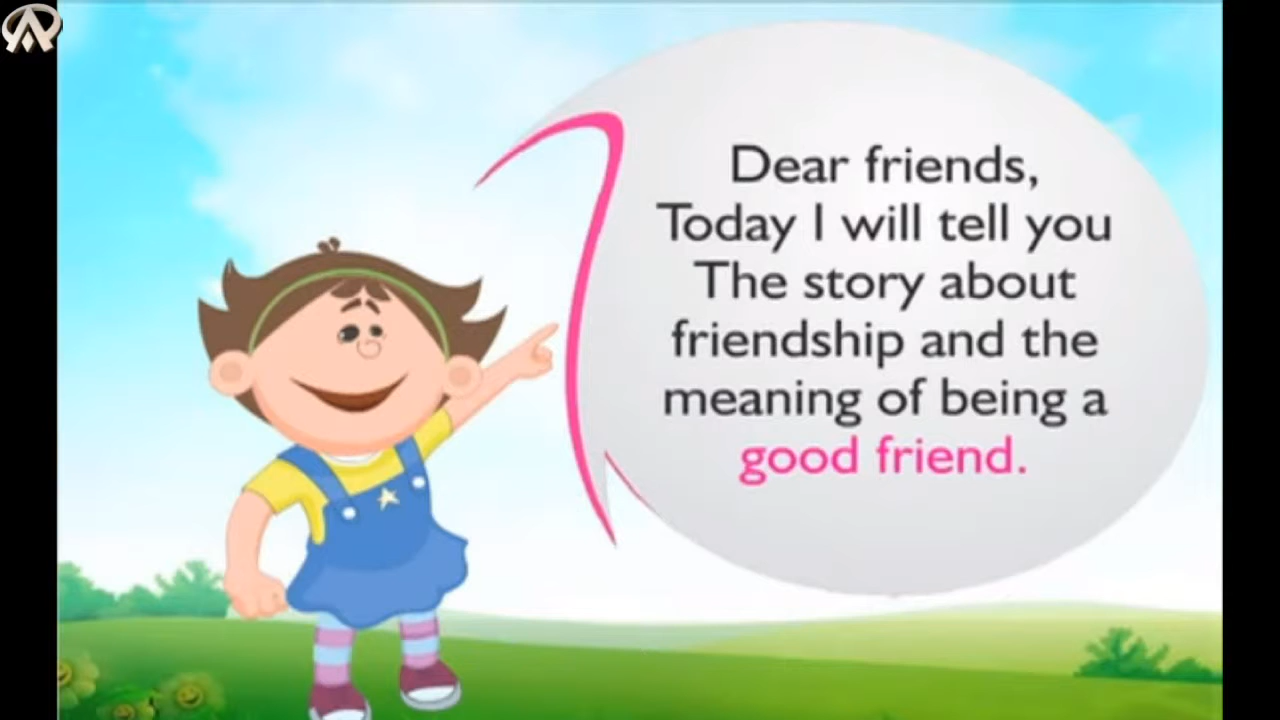 Dear friends,
Today I will tell you
The story about
friendship and the
meaning of being a
good friend.